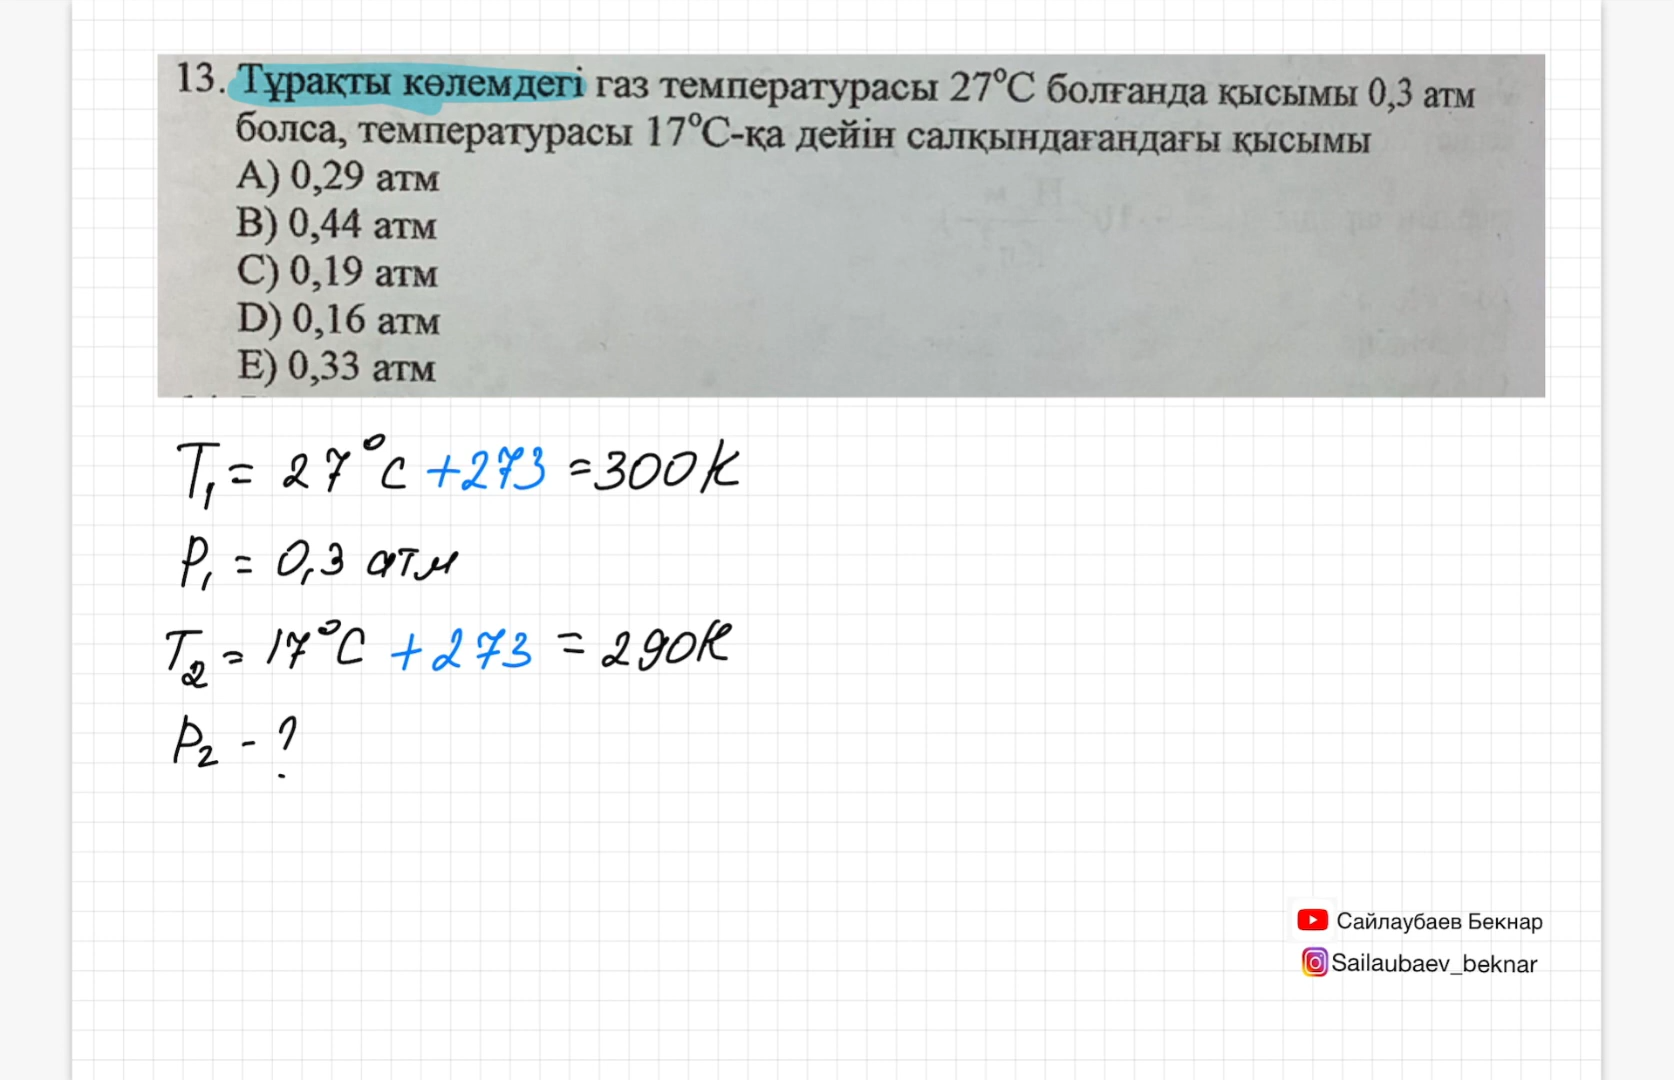 13. Тұрақты көлемдегі газ температурасы 27°С болғанда қысымы 0,3 атм
болса, температурасы 17°С-қа дейін салқындағандағы қысымы
А) 0,29 атм
В) 0,44 атм
С) 0,19 атм
D) 0,16 атм
Е) 0,33 атм
T₁ = 27°C +273 =300K
P₁ = 0,3 атм
T₂ = 17°C +273 = 290K
P₂ - ?
Сайлаубаев Бекнар
Sailaubaev_beknar